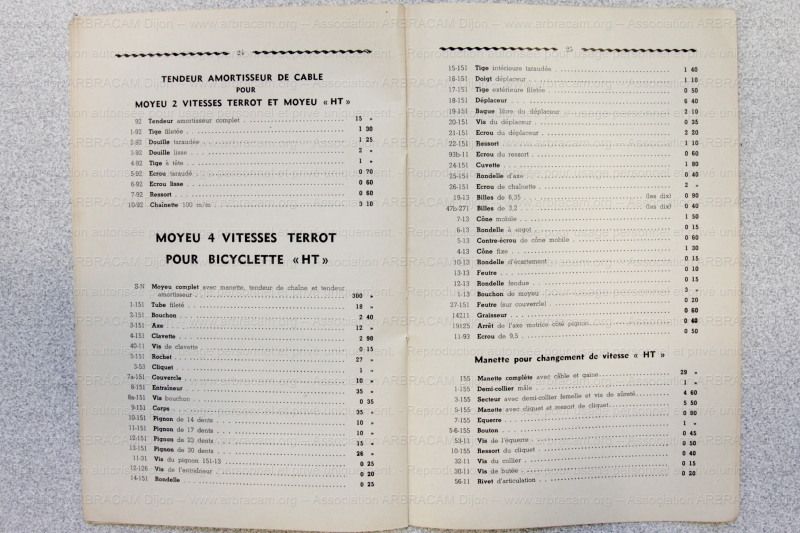 24
TENDEUR AMORTISSEUR DE CABLE
POUR
MOYEU 2 VITESSES TERROT ET MOYEU « HT »
92 Tendeur amortisseur complet 15 »
1-92 Tige filetée 1 30
2-92 Douille taraudée 1 25
3-92 Douille lisse 2 »
4-92 Tige à tête 1 »
5-92 Ecrou taraudé 0 70
6-92 Ecrou lisse 0 60
7-92 Ressort 0 60
10-92 Chaînette 100 m/m 3 10
MOYEU 4 VITESSES TERROT
POUR BICYCLETTE « HT »
S-N Moyeu complet avec manette, tendeur de chaîne et tendeur
amortisseur 300 »
1-151 Tube fileté 18 »
2-151 Bouchon 2 40
3-151 Axe 12 »
4-151 Clavette 2 90
40-11 Vis de clavette 0 15
5-151 Rochet 27 »
3-53 Cliquet 1 »
7a-151 Couvercle 10 »
8-151 Entraîneur 35 »
8a-151 Vis bouchon 0 35
9-151 Corps 35 »
10-151 Pignon de 14 dents 10 »
11-151 Pignon de 17 dents 10 »
12-151 Pignon de 23 dents 15 »
13-151 Pignon de 20 dents 26 »
11-31 Vis du pignon 151-13 0 25
12-126 Vis de l'entraîneur 0 20
14-151 Rondelle 0 25
25
15-151 Tige intérieure taraudée 1 40
16-151 Doigt déplaceur 1 10
17-151 Tige extérieure filetée 0 50
18-151 Déplaceur 6 40
19-151 Bague libre du déplaceur 2 10
20-151 Vis du déplaceur 0 35
21-151 Ecrou du déplaceur 2 20
22-151 Ressort 1 10
93b-11 Ecrou du ressort 0 60
24-151 Cuvette 1 80
25-151 Rondelle d'axe 0 40
26-151 Ecrou de chaînette 2 »
19-13 Billes de 6,35 (les dix) 0 90
47b-271 Billes de 3,2 (les dix) 0 40
7-13 Cône mobile 1 50
6-13 Rondelle à ergot 0 15
5-13 Contre-écrou de cône mobile 0 60
4-13 Cône fixe 1 30
10-13 Rondelle d'écartement 0 15
13-13 Feutre 0 10
12-13 Rondelle fendue 0 15
1-13 Bouchon de moyeu 3 »
27-151 Feutre (sur couvercle) 0 20
14211 Graisseur 0 60
19125 Arrêt de l'axe motrice côté pignon 0 40
11-93 Ecrou de 9,5 0 50
Manette pour changement de vitesse « HT »
155 Manette complète avec câble et gaine 29 »
1-155 Demi-collier mâle 1 »
3-155 Secteur avec demi-collier femelle et vis de sûreté 4 60
5-155 Manette avec cliquet et ressort de cliquet 5 50
7-155 Equerre 0 80
5-6-155 Bouton 1 »
53-11 Vis de l'équerre 0 45
10-155 Ressort du cliquet 0 50
32-11 Vis du collier 0 40
30-11 Vis de butée 0 15
56-11 Rivet d'articulation 0 20